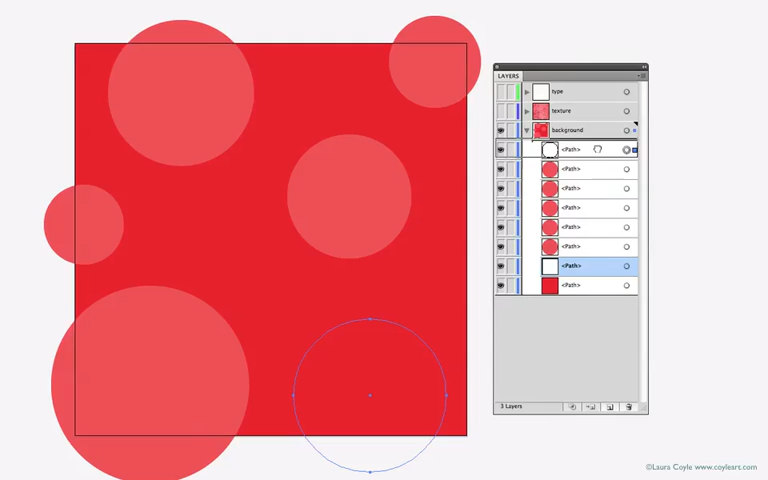 LAYERS
type
texture
background
<Path>
<Path>
<Path>
<Path>
<Path>
<Path>
<Path>
<Path>
3 Layers
©Laura Coyle www.coyleart.com